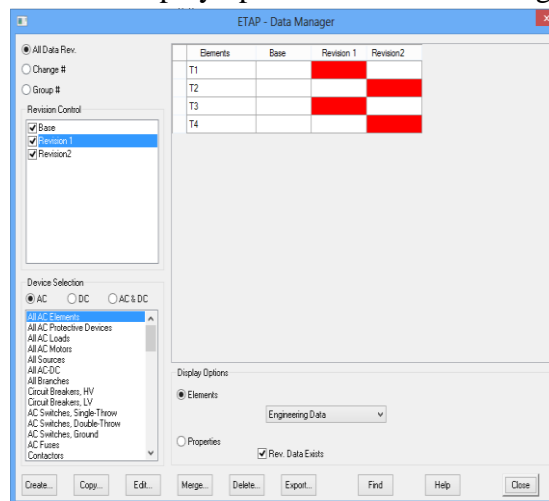 ETAP - Data Manager
All Data Rev.
Change #
Group #
Revision Control
Base
Revision 1
Revision2
Elements Base Revision 1 Revision2
T1
T2
T3
T4
Device Selection
AC DC AC & DC
All AC Elements
All AC Protective Devices
All AC Loads
All AC Motors
All Sources
All AC-DC
All Branches
Circuit Breakers, HV
Circuit Breakers, LV
AC Switches, Single-Throw
AC Switches, Double-Throw
AC Switches, Ground
AC Fuses
Contactors
Display Options
Elements
Engineering Data
Properties
Rev. Data Exists
Create... Copy... Edit... Merge... Delete... Export... Find Help Close